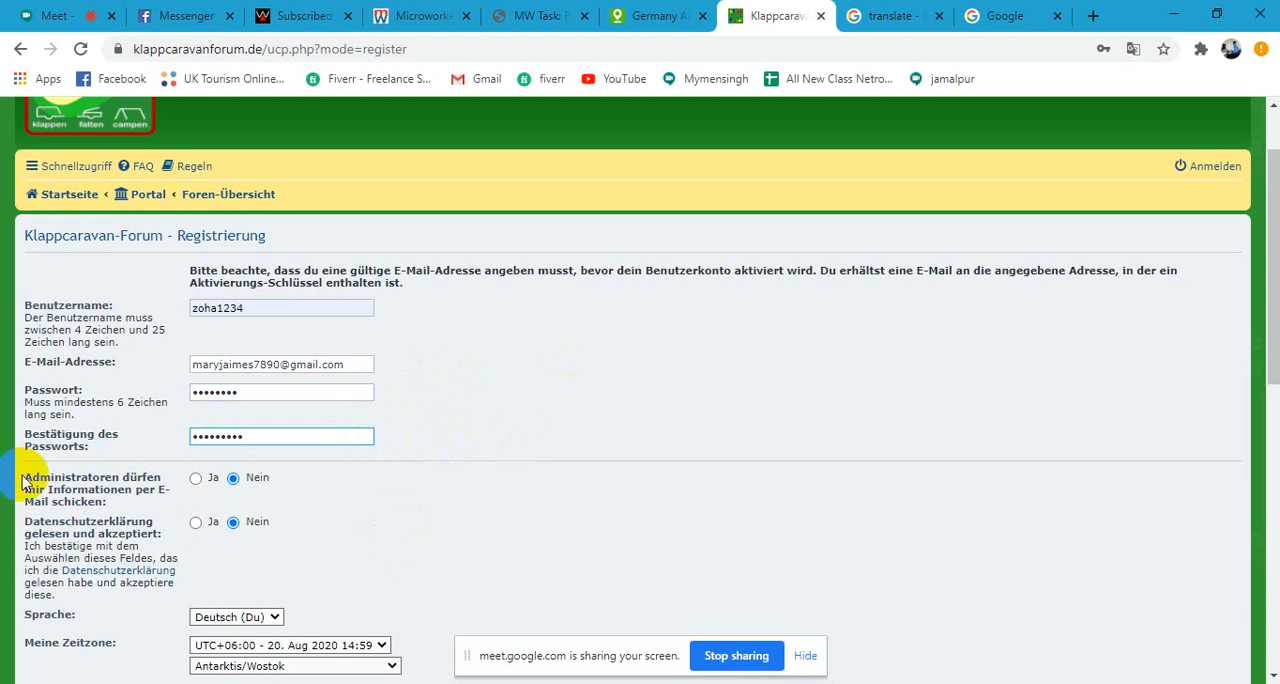 Meet -
Messenger
Subscribed
Microworke
MW Task: F
Germany A
Klappcarava
translate -
Google
klappcaravanforum.de/ucp.php?mode=register
Apps Facebook UK Tourism Online... Fiverr - Freelance S... Gmail fiverr YouTube Mymersingh All New Class Netro... jamalpur
klappen falten campen
Schnellzugriff FAQ Regeln Anmelden
Startseite ‹ Portal ‹ Foren-Übersicht
Klappcaravan-Forum - Registrierung
Bitte beachte, dass du eine gültige E-Mail-Adresse angeben musst, bevor dein Benutzerkonto aktiviert wird. Du erhältst eine E-Mail an die angegebene Adresse, in der ein
Aktivierungs-Schlüssel enthalten ist.
Benutzername: zoha1234
Der Benutzername muss
zwischen 4 Zeichen und 25
Zeichen lang sein.
E-Mail-Adresse: maryjaimes7890@gmail.com
Passwort: ••••••••
Muss mindestens 6 Zeichen
lang sein.
Bestätigung des •••••••••
Passworts:
Administratoren dürfen Ja Nein
mir Informationen per E-
Mail schicken:
Datenschutzerklärung Ja Nein
gelesen und akzeptiert:
Ich bestätige mit dem
Auswählen dieses Feldes, das
ich die Datenschutzerklärung
gelesen habe und akzeptiere
diese.
Sprache: Deutsch (Du)
Meine Zeitzone: UTC+06:00 - 20. Aug 2020 14:59
Antarktis/Wostok
meet.google.com is sharing your screen. Stop sharing Hide